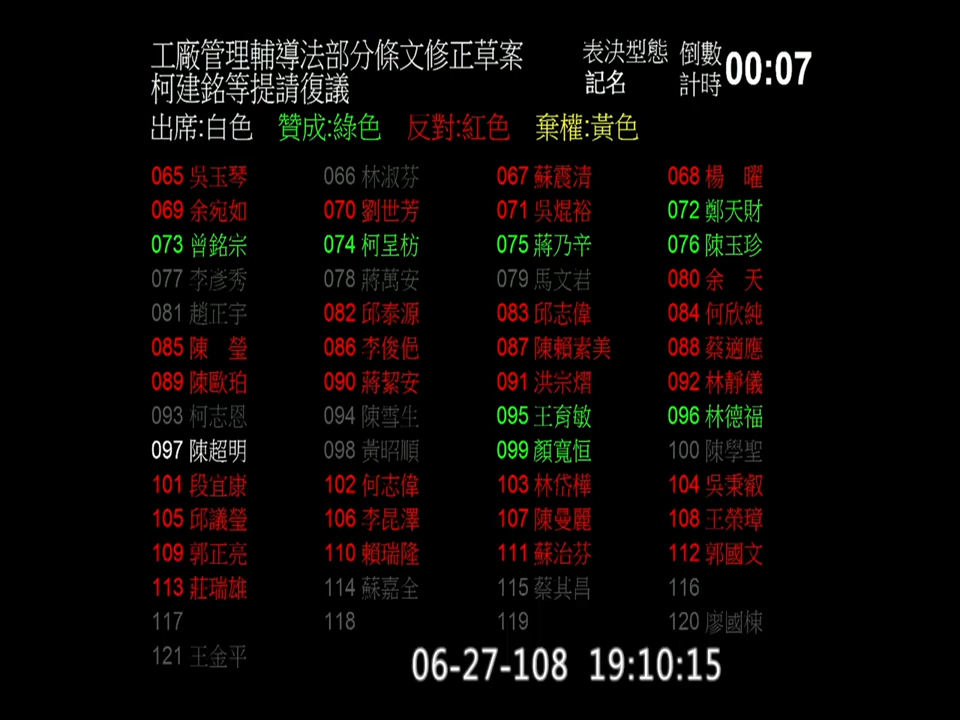 工廠管理輔導法部分條文修正草案 表決型態 倒數 00:07
柯建銘等提請復議 記名 計時
出席:白色 贊成:綠色 反對:紅色 棄權:黃色
065 吳玉琴 066 林淑芬 067 蘇震清 068 楊 曜
069 余宛如 070 劉世芳 071 吳焜裕 072 鄭天財
073 曾銘宗 074 柯呈枋 075 蔣乃辛 076 陳玉珍
077 李彥秀 078 蔣萬安 079 馬文君 080 余 天
081 趙正宇 082 邱泰源 083 邱志偉 084 何欣純
085 陳 瑩 086 李俊俋 087 陳賴素美 088 蔡適應
089 陳歐珀 090 蔣絜安 091 洪宗熠 092 林靜儀
093 柯志恩 094 陳雪生 095 王育敏 096 林德福
097 陳超明 098 黃昭順 099 顏寬恒 100 陳學聖
101 段宜康 102 何志偉 103 林岱樺 104 吳秉叡
105 邱議瑩 106 李昆澤 107 陳曼麗 108 王榮璋
109 郭正亮 110 賴瑞隆 111 蘇治芬 112 郭國文
113 莊瑞雄 114 蘇嘉全 115 蔡其昌 116
117 118 119 120 廖國棟
121 王金平
06-27-108 19:10:15